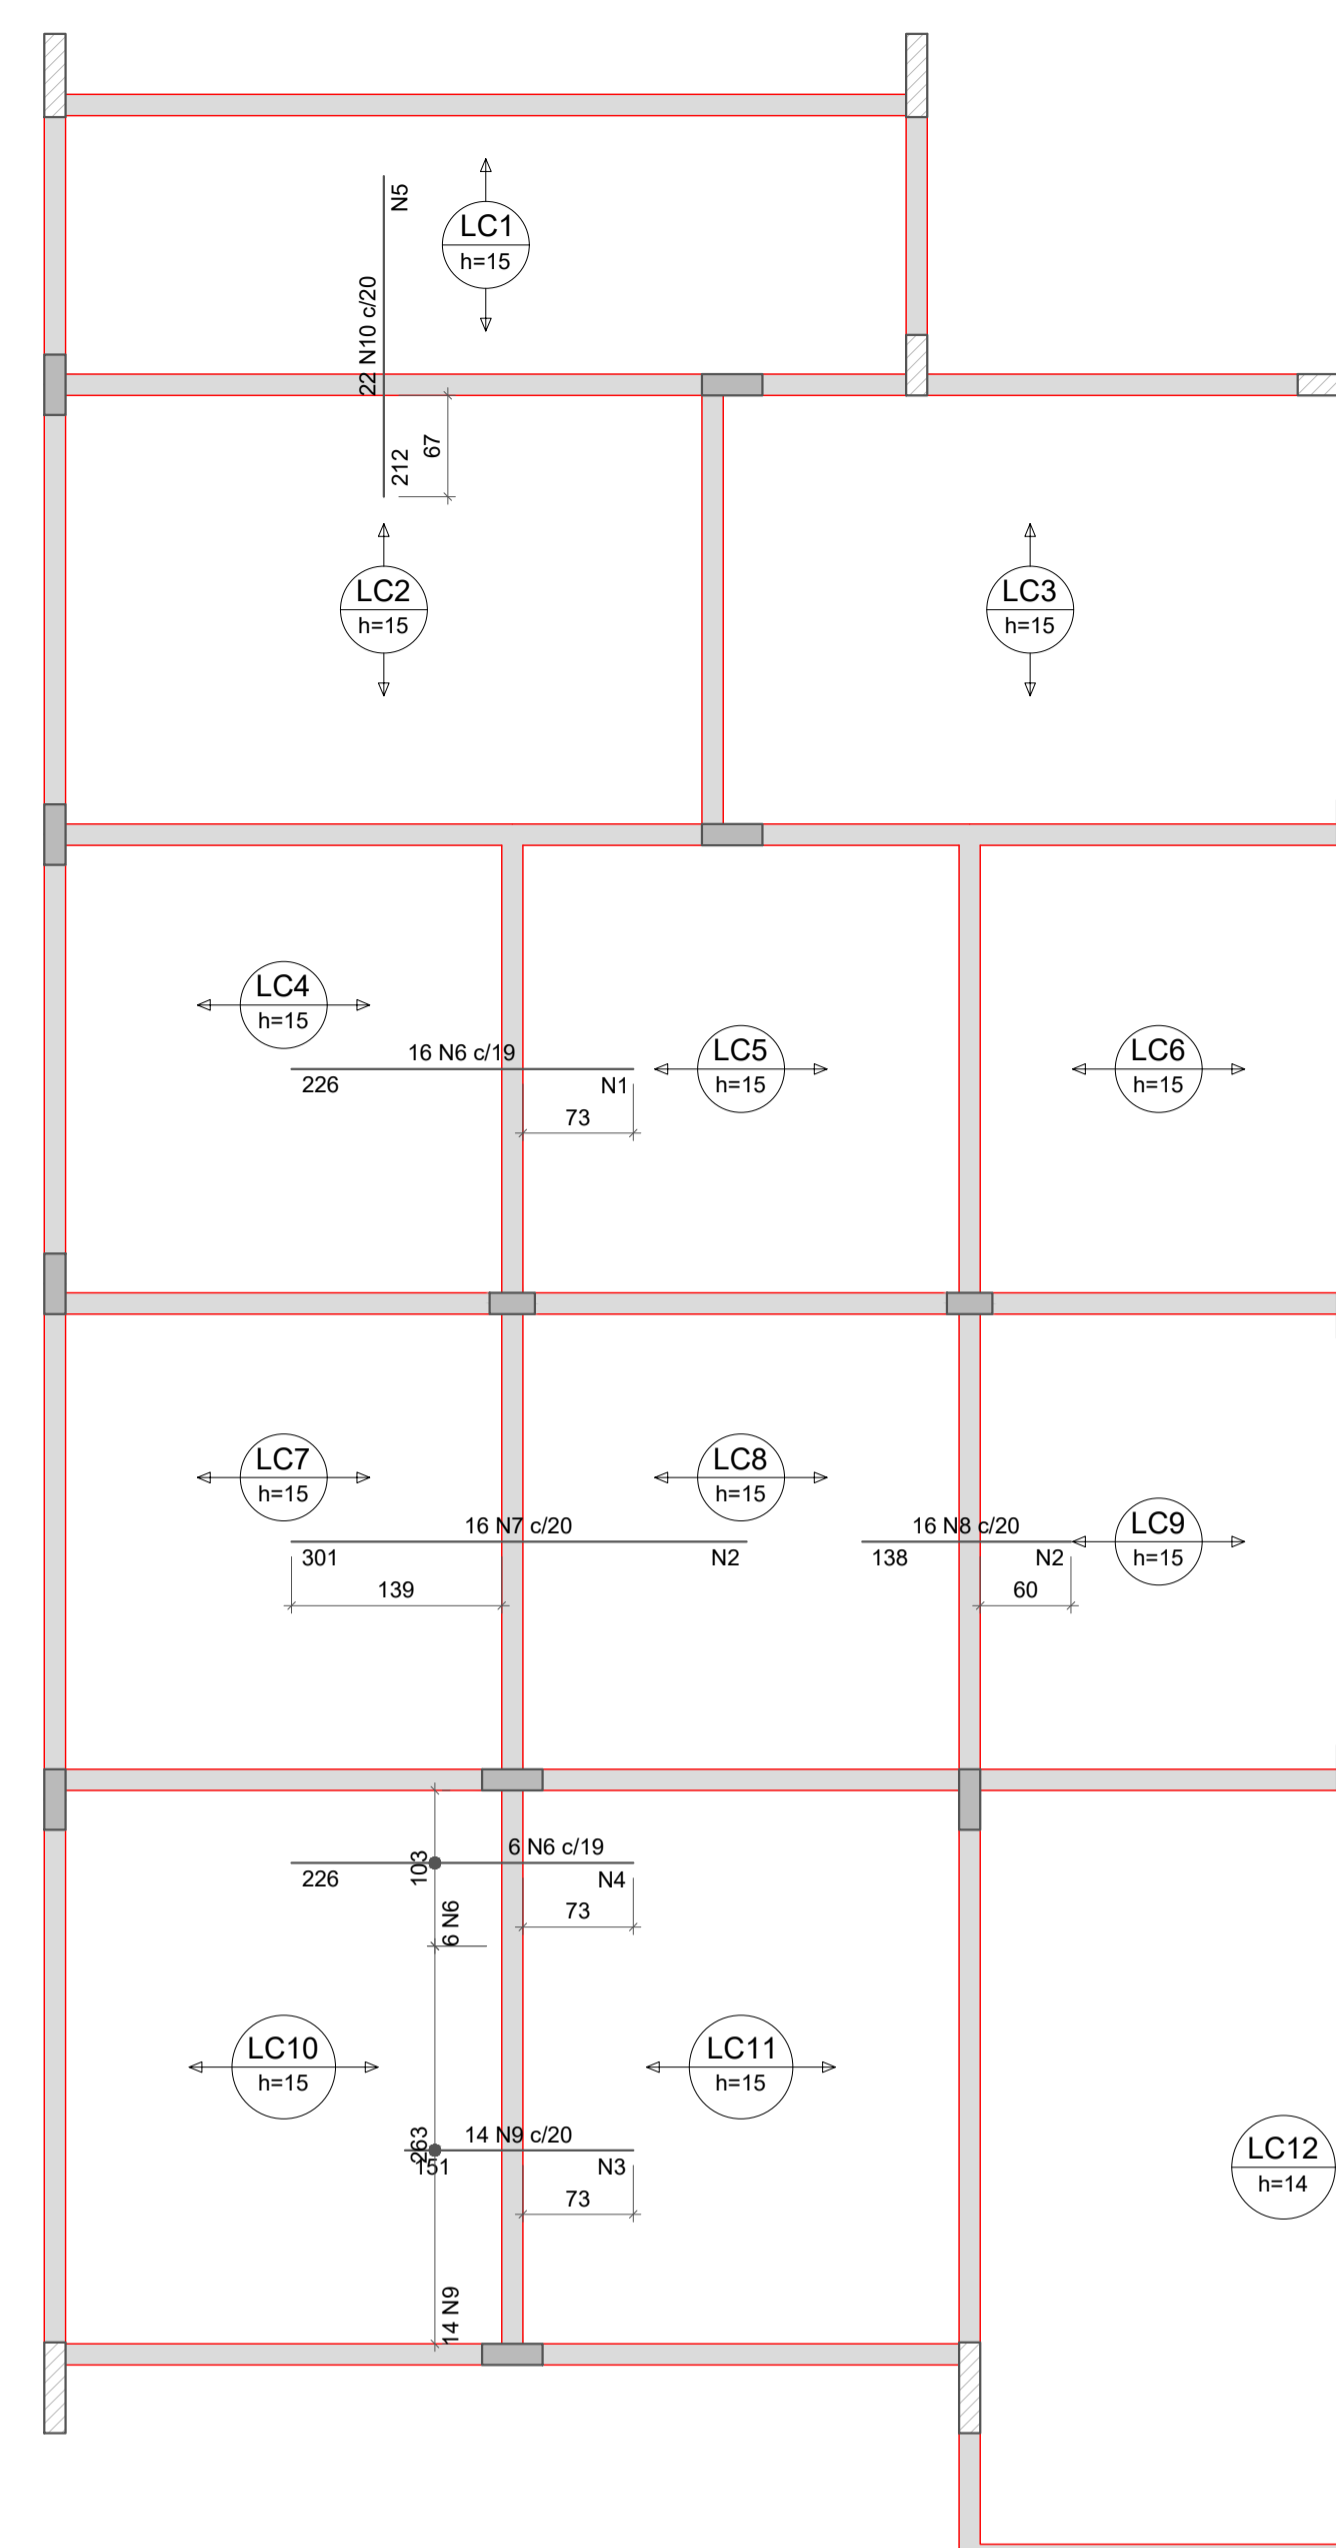 N5
LC1
h=15
22 N10 c/20
67
212
LC2
h=15
LC3
h=15
LC4
h=15
16 N6 c/19
226
N1
73
LC5
h=15
LC6
h=15
LC7
h=15
LC8
h=15
16 N7 c/20
301
N2
139
16 N8 c/20
138
N2
60
LC9
h=15
6 N6 c/19
103
226
N4
73
6 N6
LC10
h=15
LC11
h=15
14 N9 c/20
263
151
N3
73
LC12
h=14
14 N9